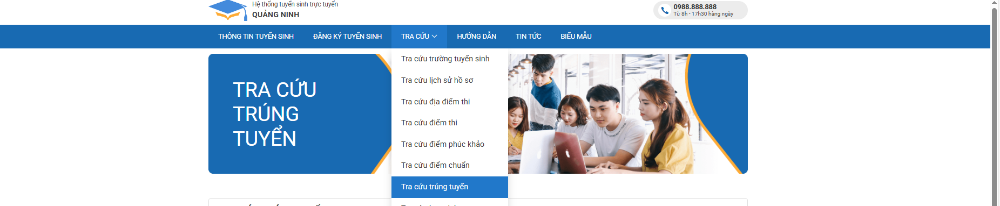 Hệ thống tuyển sinh trực tuyến
QUẢNG NINH
0988.888.888
Từ 8h - 17h30 hàng ngày
THÔNG TIN TUYỂN SINH
ĐĂNG KÝ TUYỂN SINH
TRA CỨU
HƯỚNG DẪN
TIN TỨC
BIỂU MẪU
TRA CỨU
TRÚNG
TUYỂN
Tra cứu trường tuyển sinh
Tra cứu lịch sử hồ sơ
Tra cứu địa điểm thi
Tra cứu điểm thi
Tra cứu điểm phúc khảo
Tra cứu điểm chuẩn
Tra cứu trúng tuyển